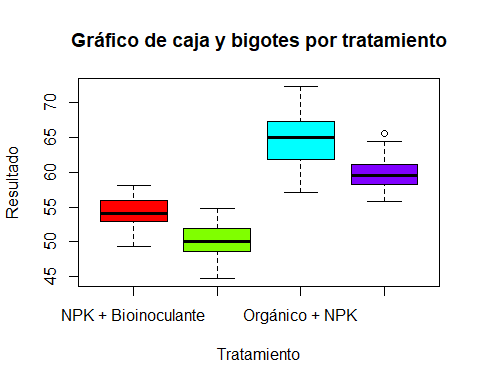 Gráfico de caja y bigotes por tratamiento
Resultado
70
65
60
55
50
45
NPK + Bioinoculante
Orgánico + NPK
Tratamiento